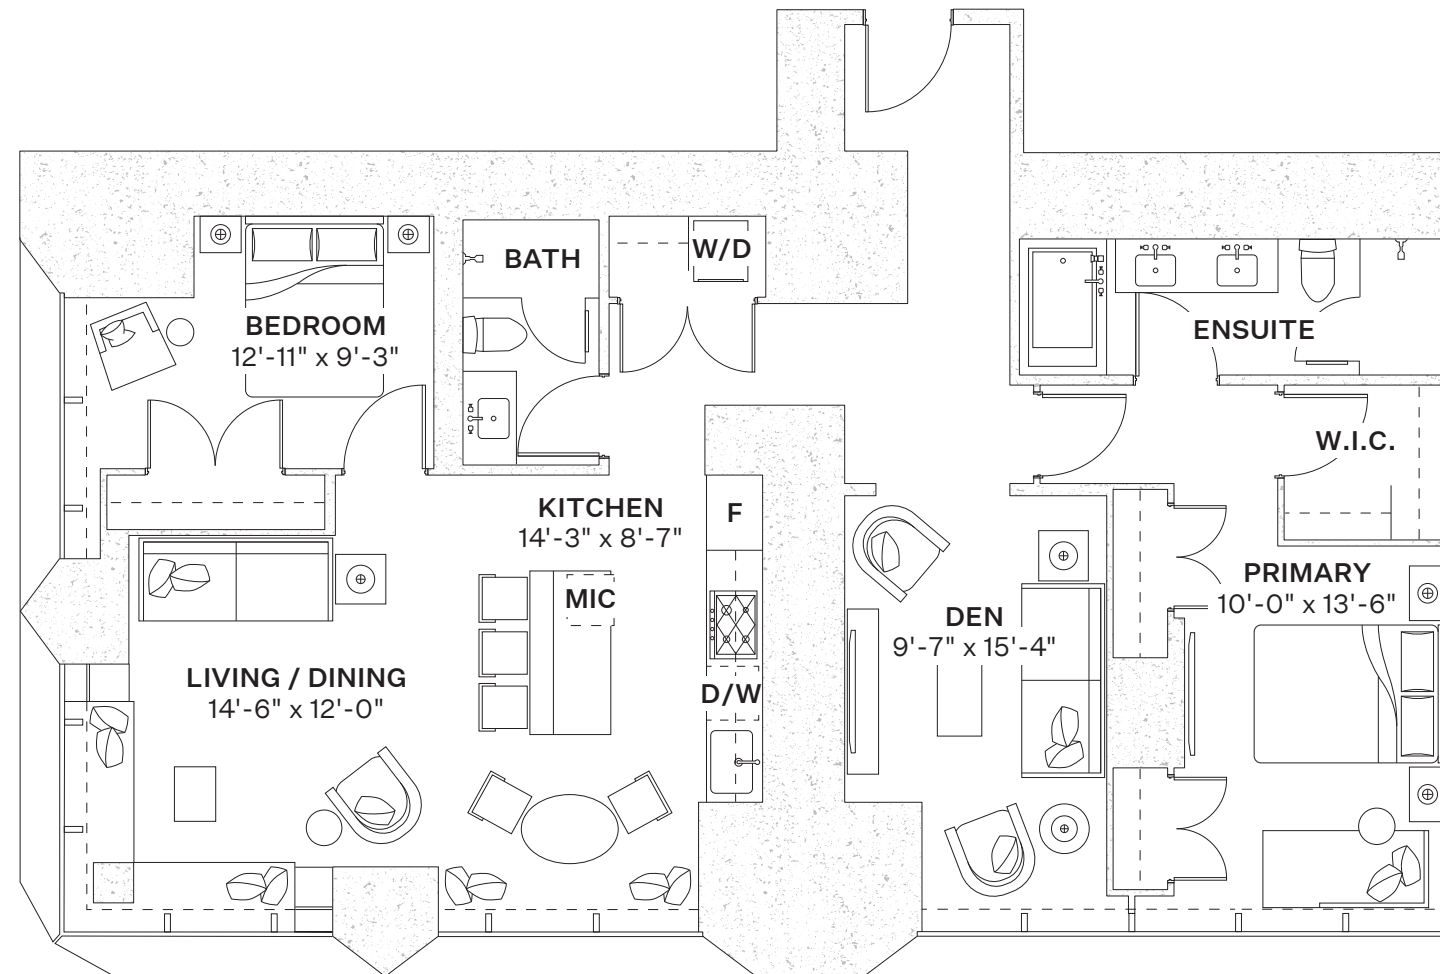 BATH
W/D
BEDROOM
12'-11" x 9'-3"
ENSUITE
W.I.C.
KITCHEN
14'-3" x 8'-7"
F
MIC
PRIMARY
10'-0" x 13'-6"
DEN
9'-7" x 15'-4"
LIVING / DINING
14'-6" x 12'-0"
D/W